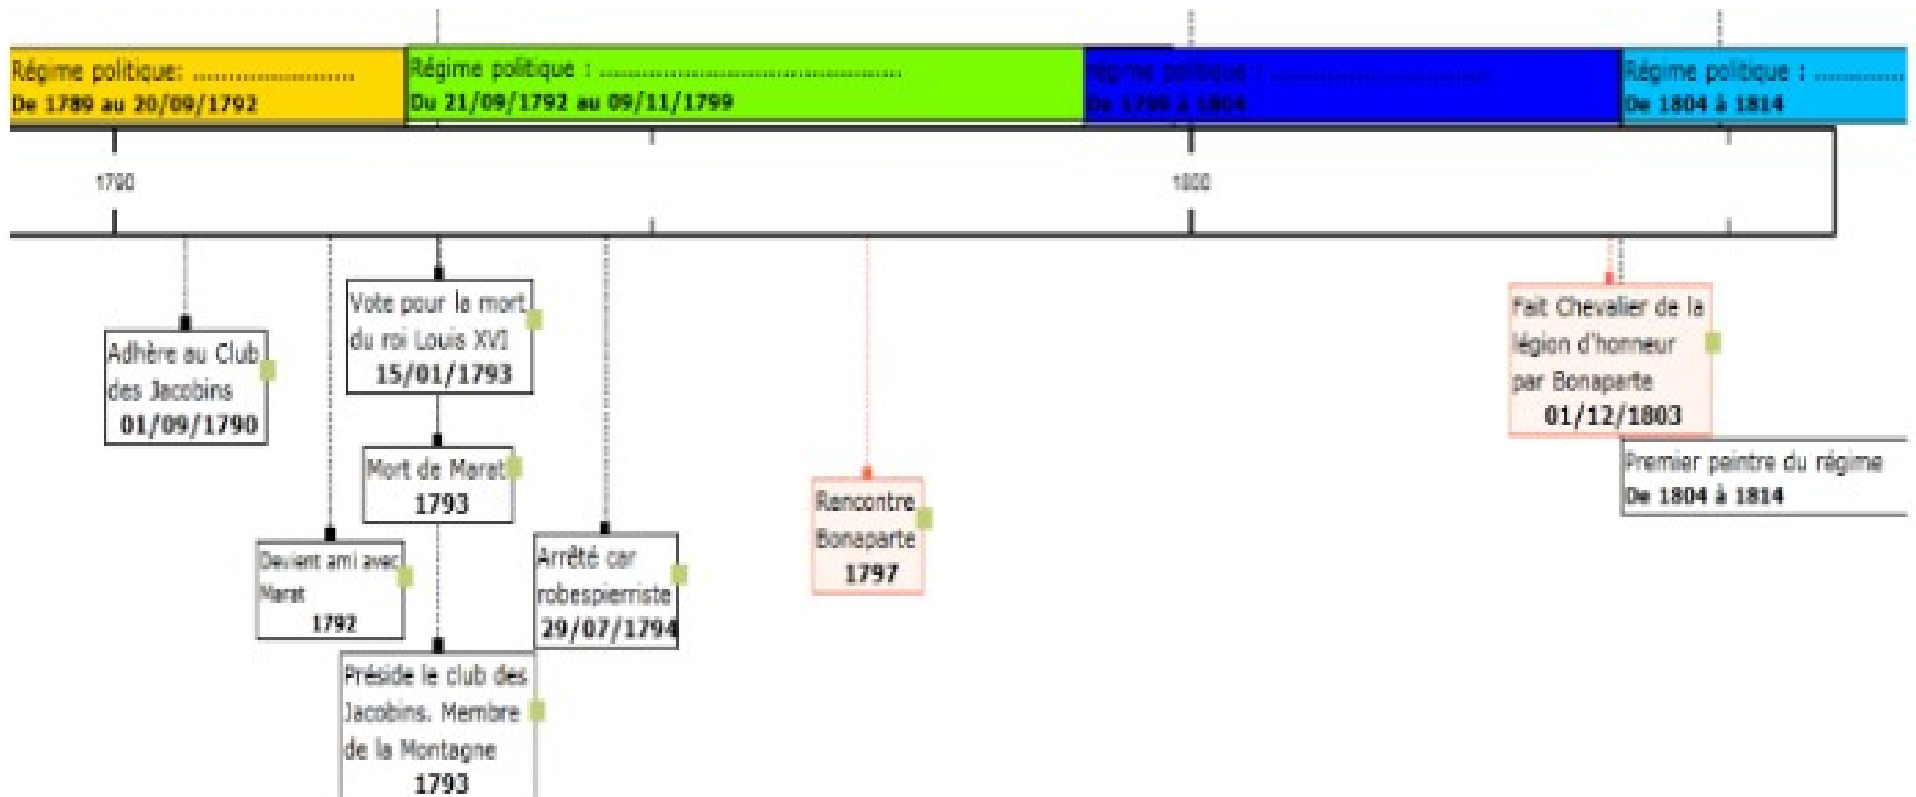 Régime politique: .......................
De 1789 au 20/09/1792
Régime politique : ...........................................
Du 21/09/1792 au 09/11/1799
régime politique : ...............................
De 1799 à 1804
Régime politique : .............
De 1804 à 1814
1790
1800
Adhère au Club
des Jacobins
01/09/1790
Devient ami avec
Marat
1792
Vote pour la mort
du roi Louis XVI
15/01/1793
Mort de Marat
1793
Préside le club des
Jacobins. Membre
de la Montagne
1793
Arrêté car
robespierriste
29/07/1794
Rencontre
Bonaparte
1797
Fait Chevalier de la
légion d'honneur
par Bonaparte
01/12/1803
Premier peintre du régime
De 1804 à 1814